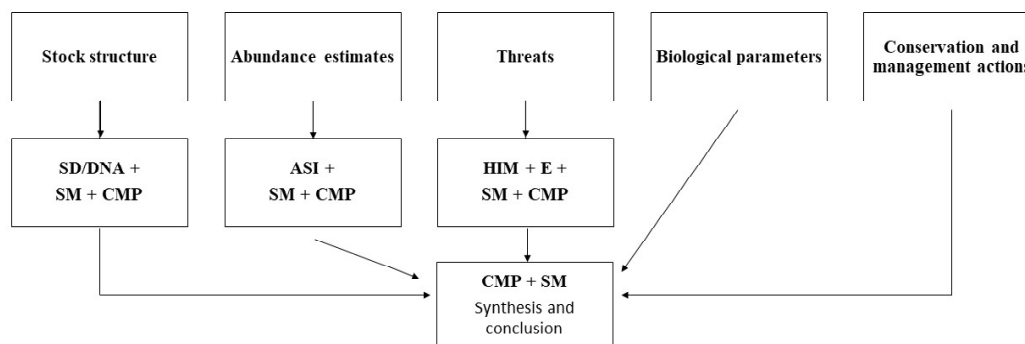 Stock structure
Abundance estimates
Threats
Biological parameters
Conservation and
management actions
SD/DNA +
SM + CMP
ASI +
SM + CMP
HIM + E +
SM + CMP
CMP + SM
Synthesis and
conclusion